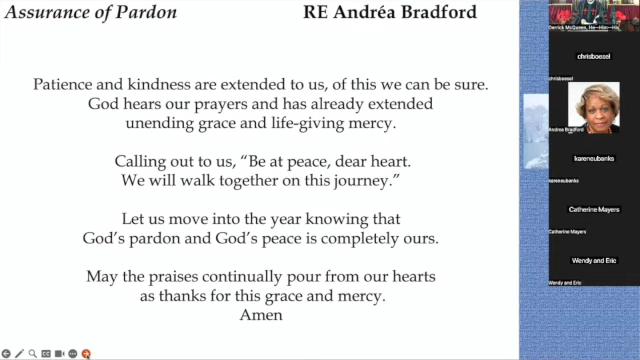 Assurance of Pardon
RE Andréa Bradford
Patience and kindness are extended to us, of this we can be sure.
God hears our prayers and has already extended
unending grace and life-giving mercy.
Calling out to us, “Be at peace, dear heart.
We will walk together on this journey.”
Let us move into the year knowing that
God’s pardon and God’s peace is completely ours.
May the praises continually pour from our hearts
as thanks for this grace and mercy.
Amen
Derrick McQueen, He~Him~His
chrisboesel
chrisboesel
Andrea Bradford
kareneubanks
kareneubanks
Catherine Mayers
Catherine Mayers
Wendy and Eric
Wendy and Eric